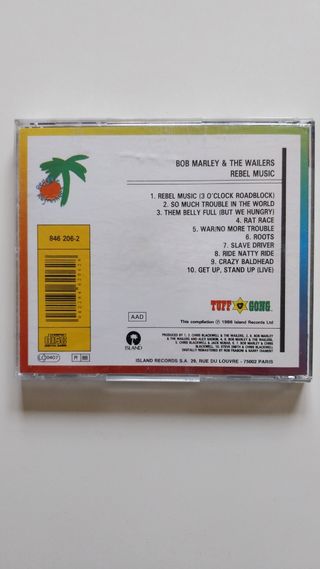 BOB MARLEY & THE WAILERS
REBEL MUSIC
1. REBEL MUSIC (3 O'CLOCK ROADBLOCK)
2. SO MUCH TROUBLE IN THE WORLD
3. THEM BELLY FULL (BUT WE HUNGRY)
4. RAT RACE
5. WAR/NO MORE TROUBLE
6. ROOTS
7. SLAVE DRIVER
8. RIDE NATTY RIDE
9. CRAZY BALDHEAD
10. GET UP, STAND UP (LIVE)
846 206-2
TUFF GONG
AAD
This compilation ℗ 1986 Island Records Ltd
ISLAND
ISLAND RECORDS S.A. 29, RUE DU LOUVRE - 75002 PARIS